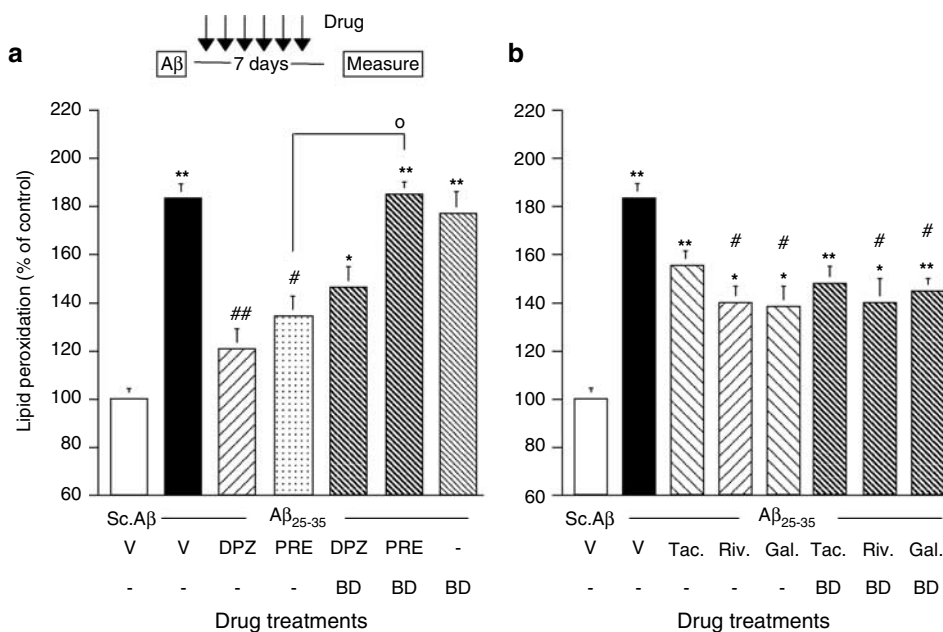 Drug
a
Aβ 7 days Measure
Lipid peroxidation (% of control)
220
200
180
160
140
120
100
80
60
** ## # * ** **
o
Sc.Aβ Aβ25-35
V V DPZ PRE DPZ PRE -
- - - - BD BD BD
Drug treatments
b
220
200
180
160
140
120
100
80
60
** ** # * # * ** # * # **
Sc.Aβ Aβ25-35
V V Tac. Riv. Gal. Tac. Riv. Gal.
- - - - - BD BD BD
Drug treatments